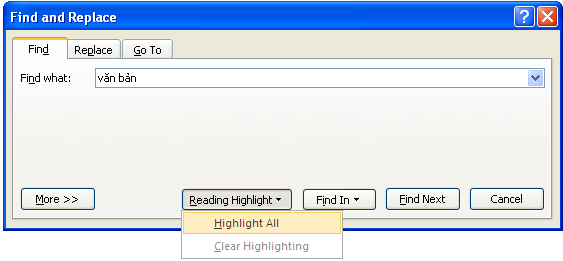 Find and Replace
Find Replace Go To
Find what: văn bản
More >> Reading Highlight Find In Find Next Cancel
Highlight All
Clear Highlighting